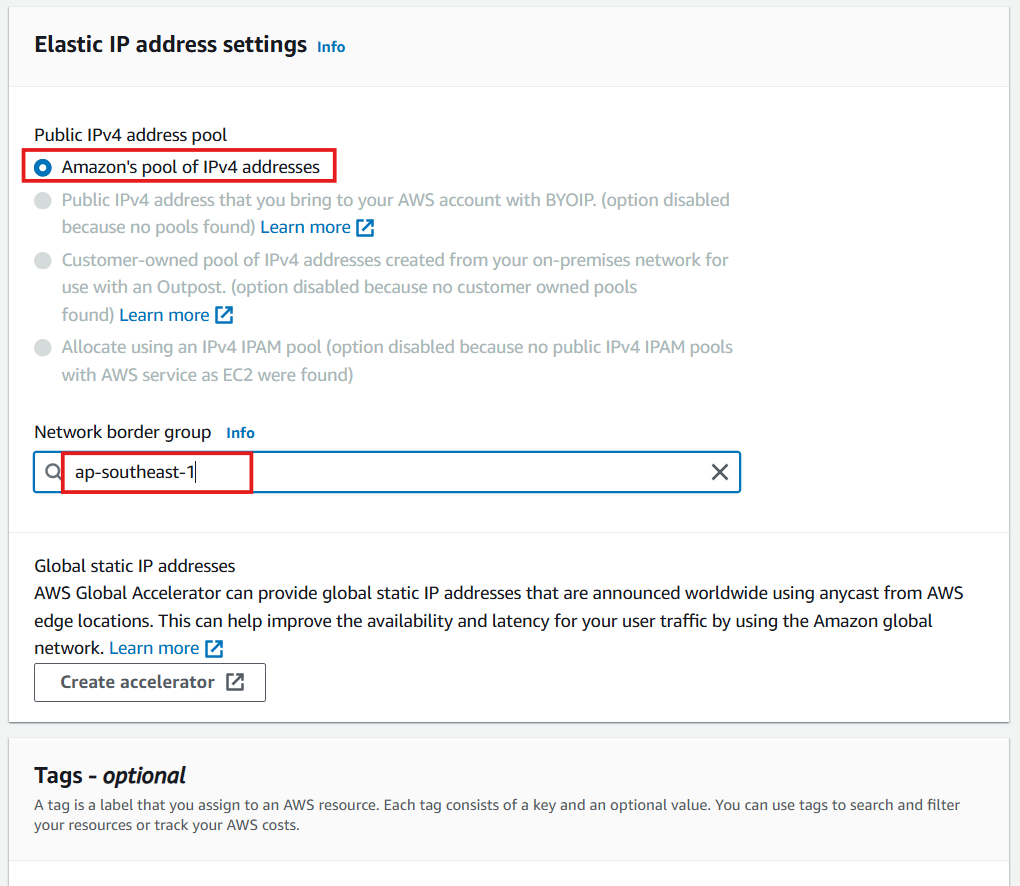 Elastic IP address settings Info
Public IPv4 address pool
Amazon's pool of IPv4 addresses
Public IPv4 address that you bring to your AWS account with BYOIP. (option disabled
because no pools found) Learn more
Customer-owned pool of IPv4 addresses created from your on-premises network for
use with an Outpost. (option disabled because no customer owned pools
found) Learn more
Allocate using an IPv4 IPAM pool (option disabled because no public IPv4 IPAM pools
with AWS service as EC2 were found)
Network border group Info
ap-southeast-1
Global static IP addresses
AWS Global Accelerator can provide global static IP addresses that are announced worldwide using anycast from AWS
edge locations. This can help improve the availability and latency for your user traffic by using the Amazon global
network. Learn more
Create accelerator
Tags - optional
A tag is a label that you assign to an AWS resource. Each tag consists of a key and an optional value. You can use tags to search and filter
your resources or track your AWS costs.